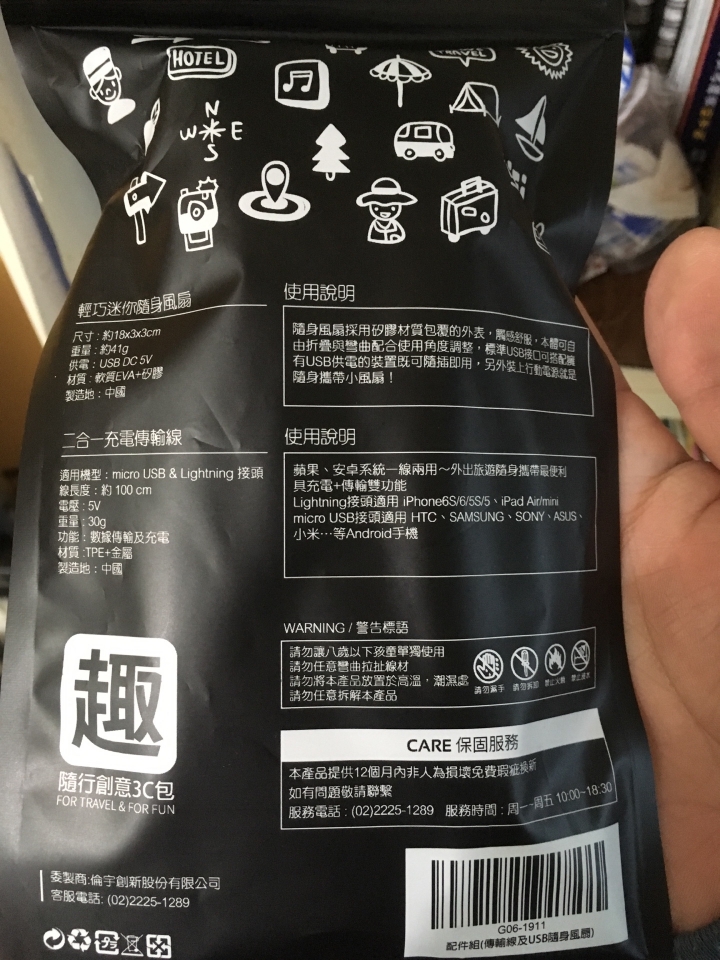 HOTEL
TRAVEL
N
W E
S
輕巧迷你隨身風扇
尺寸：約18x3x3cm
重量：約41g
供電：USB DC 5V
材質：軟質EVA+矽膠
製造地：中國
使用說明
隨身風扇採用矽膠材質包覆的外表，觸感舒服，本體可自
由折疊與彎曲配合使用角度調整，標準USB接口可搭配擁
有USB供電的裝置既可隨插即用，另外裝上行動電源就是
隨身攜帶小風扇！
二合一充電傳輸線
適用機型：micro USB & Lightning 接頭
線長度：約 100 cm
電壓：5V
重量：30g
功能：數據傳輸及充電
材質：TPE+金屬
製造地：中國
使用說明
蘋果、安卓系統一線兩用～外出旅遊隨身攜帶最便利
具充電+傳輸雙功能
Lightning接頭適用 iPhone6S/6/5S/5、iPad Air/mini
micro USB接頭適用 HTC、SAMSUNG、SONY、ASUS、
小米…等Android手機
WARNING / 警告標語
請勿讓八歲以下孩童單獨使用
請勿任意彎曲拉扯線材
請勿將本產品放置於高溫，潮濕處
請勿任意拆解本產品
請勿濕手 請勿拆卸 禁止火燒 禁止泡水
趣
隨行創意3C包
FOR TRAVEL & FOR FUN
CARE 保固服務
本產品提供12個月內非人為損壞免費瑕疵換新
如有問題敬請聯繫
服務電話：(02)2225-1289 服務時間：周一~周五 10:00~18:30
委製商:倫宇創新股份有限公司
客服電話: (02)2225-1289
G06-1911
配件組(傳輸線及USB隨身風扇)